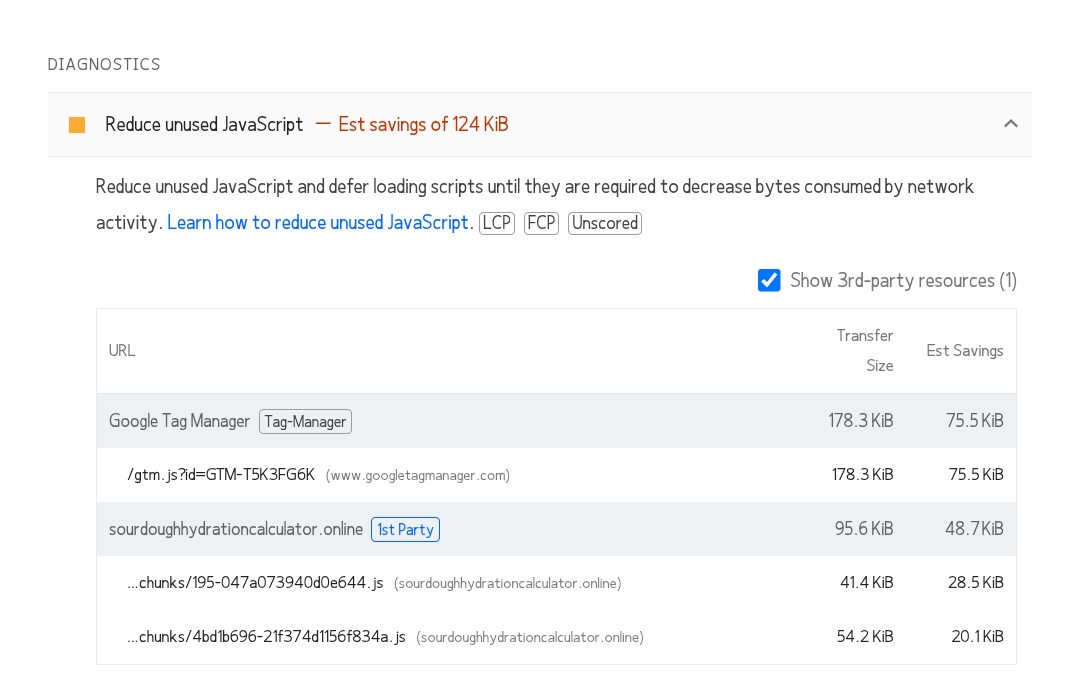 DIAGNOSTICS
Reduce unused JavaScript — Est savings of 124 KiB
Reduce unused JavaScript and defer loading scripts until they are required to decrease bytes consumed by network
activity. Learn how to reduce unused JavaScript. LCP FCP Unscored
Show 3rd-party resources (1)
URL Transfer Size Est Savings
Google Tag Manager Tag-Manager 178.3 KiB 75.5 KiB
/gtm.js?id=GTM-T5K3FG6K (www.googletagmanager.com) 178.3 KiB 75.5 KiB
sourdoughhydrationcalculator.online 1st Party 95.6 KiB 48.7 KiB
...chunks/195-047a073940d0e644.js (sourdoughhydrationcalculator.online) 41.4 KiB 28.5 KiB
...chunks/4bd1b696-21f374d1156f834a.js (sourdoughhydrationcalculator.online) 54.2 KiB 20.1 KiB